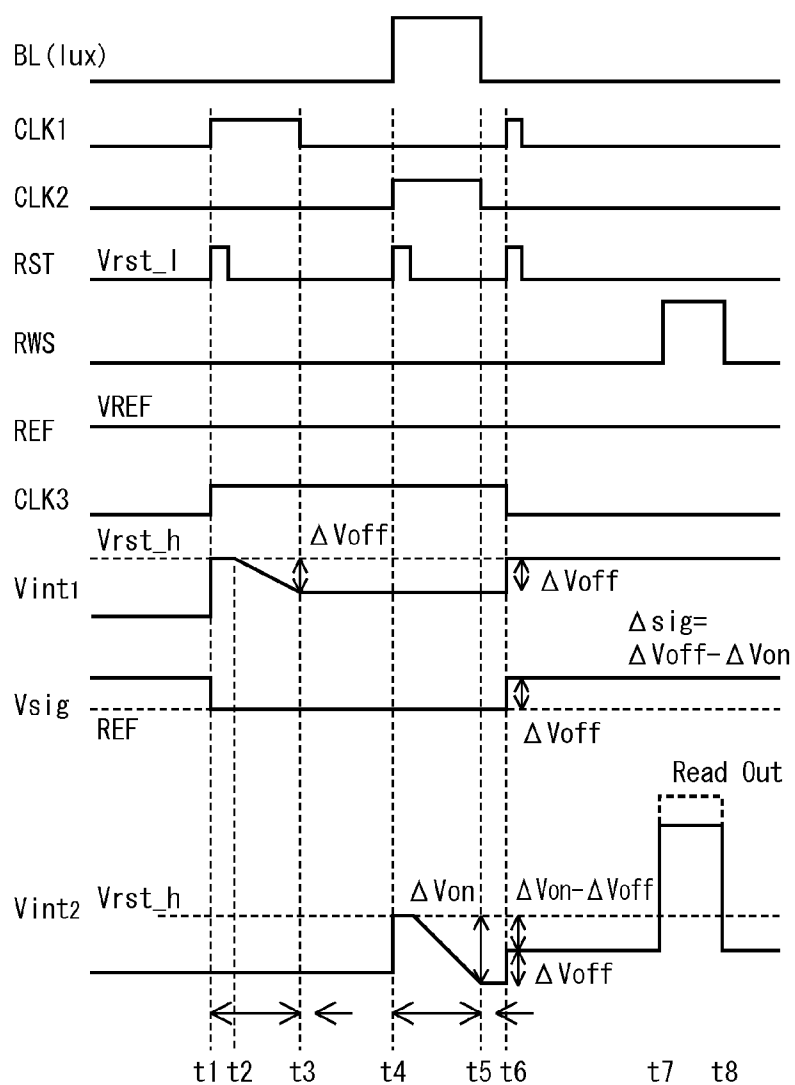 BL(lux)
CLK1
CLK2
RST Vrst_l
RWS
VREF
REF
CLK3
Vrst_h ΔVoff
Vint1 ΔVoff
Δsig=
ΔVoff-ΔVon
Vsig
REF ΔVoff
Read Out
Vint2 Vrst_h ΔVon ΔVon-ΔVoff
ΔVoff
t1 t2 t3 t4 t5 t6 t7 t8